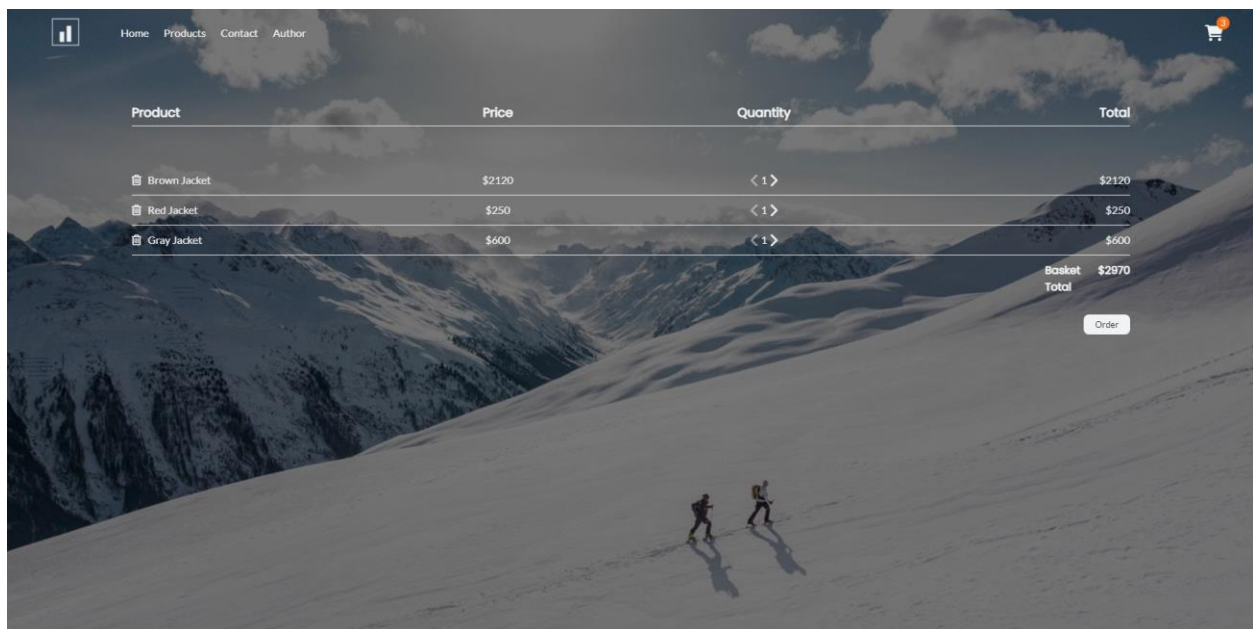 Home Products Contact Author 3
Product Price Quantity Total
Brown Jacket $2120 1 $2120
Red Jacket $250 1 $250
Gray Jacket $600 1 $600
Basket $2970
Total
Order